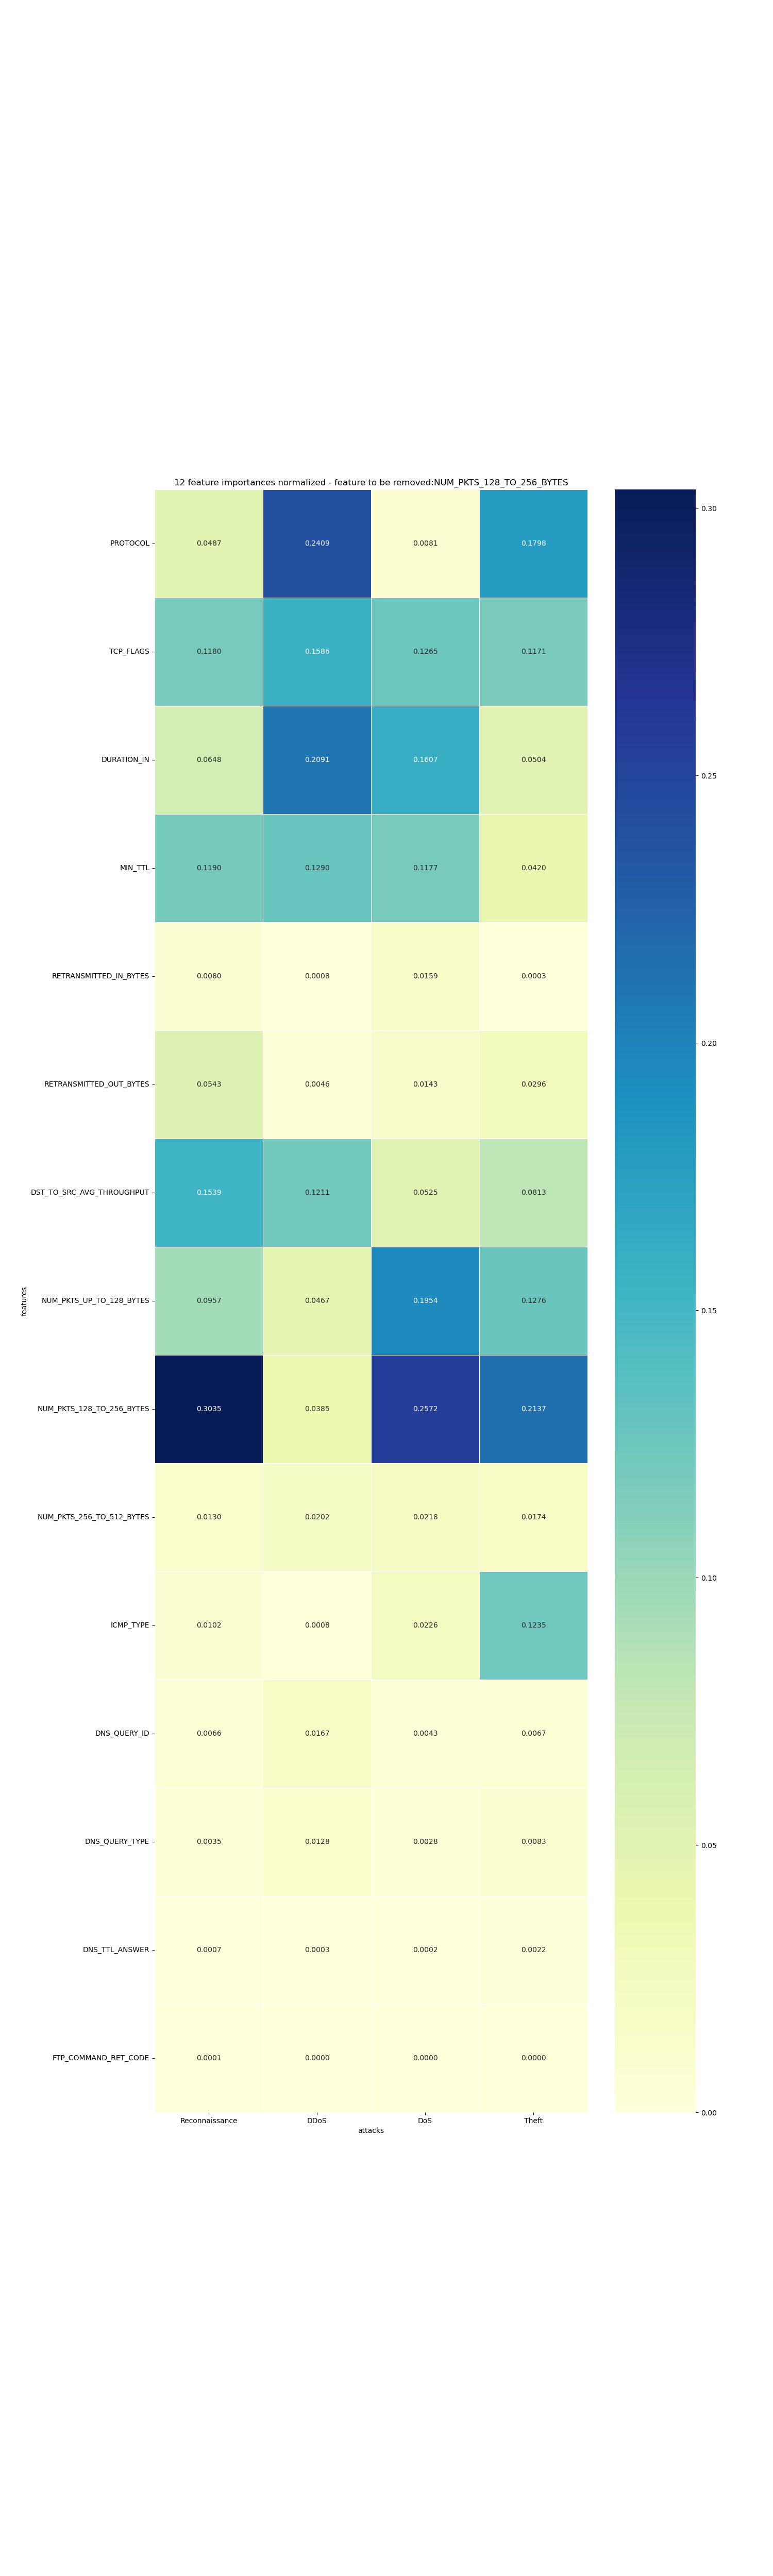 12 feature importances normalized - feature to be removed:NUM_PKTS_128_TO_256_BYTES
PROTOCOL 0.0487 0.2409 0.0081 0.1798
TCP_FLAGS 0.1180 0.1586 0.1265 0.1171
DURATION_IN 0.0648 0.2091 0.1607 0.0504
MIN_TTL 0.1190 0.1290 0.1177 0.0420
RETRANSMITTED_IN_BYTES 0.0080 0.0008 0.0159 0.0003
RETRANSMITTED_OUT_BYTES 0.0543 0.0046 0.0143 0.0296
DST_TO_SRC_AVG_THROUGHPUT 0.1539 0.1211 0.0525 0.0813
NUM_PKTS_UP_TO_128_BYTES 0.0957 0.0467 0.1954 0.1276
NUM_PKTS_128_TO_256_BYTES 0.3035 0.0385 0.2572 0.2137
NUM_PKTS_256_TO_512_BYTES 0.0130 0.0202 0.0218 0.0174
ICMP_TYPE 0.0102 0.0008 0.0226 0.1235
DNS_QUERY_ID 0.0066 0.0167 0.0043 0.0067
DNS_QUERY_TYPE 0.0035 0.0128 0.0028 0.0083
DNS_TTL_ANSWER 0.0007 0.0003 0.0002 0.0022
FTP_COMMAND_RET_CODE 0.0001 0.0000 0.0000 0.0000
features
Reconnaissance DDoS DoS Theft
attacks
0.30
0.25
0.20
0.15
0.10
0.05
0.00